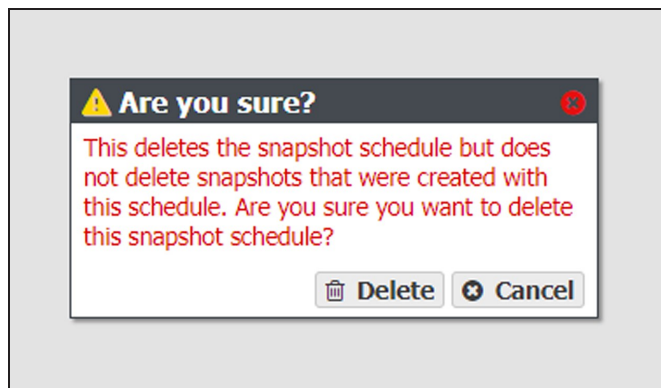 Are you sure?
This deletes the snapshot schedule but does
not delete snapshots that were created with
this schedule. Are you sure you want to delete
this snapshot schedule?
Delete Cancel